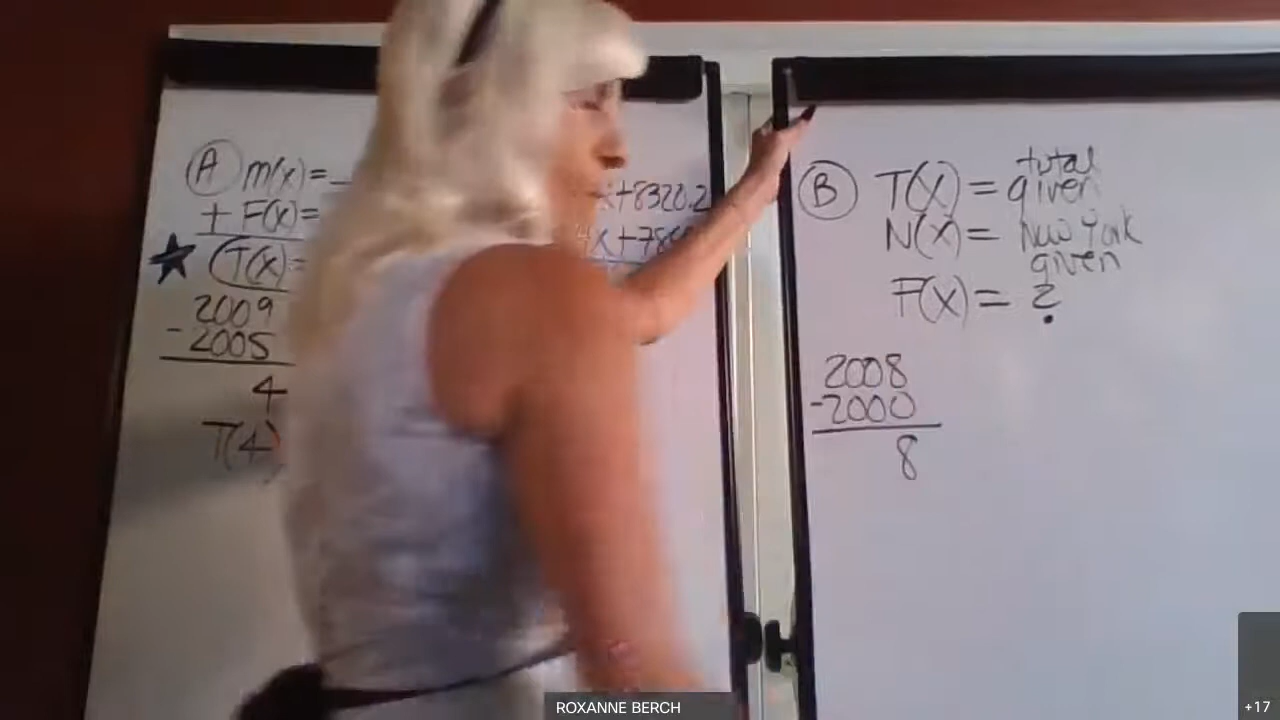 A m(x)=
x+8320.2
+ F(x)=
4x+78
T(x)=
2009
- 2005
4
T(4)
B T(x) = total given
N(x) = New York given
F(x) = ?
2008
-2000
8
ROXANNE BERCH
+17